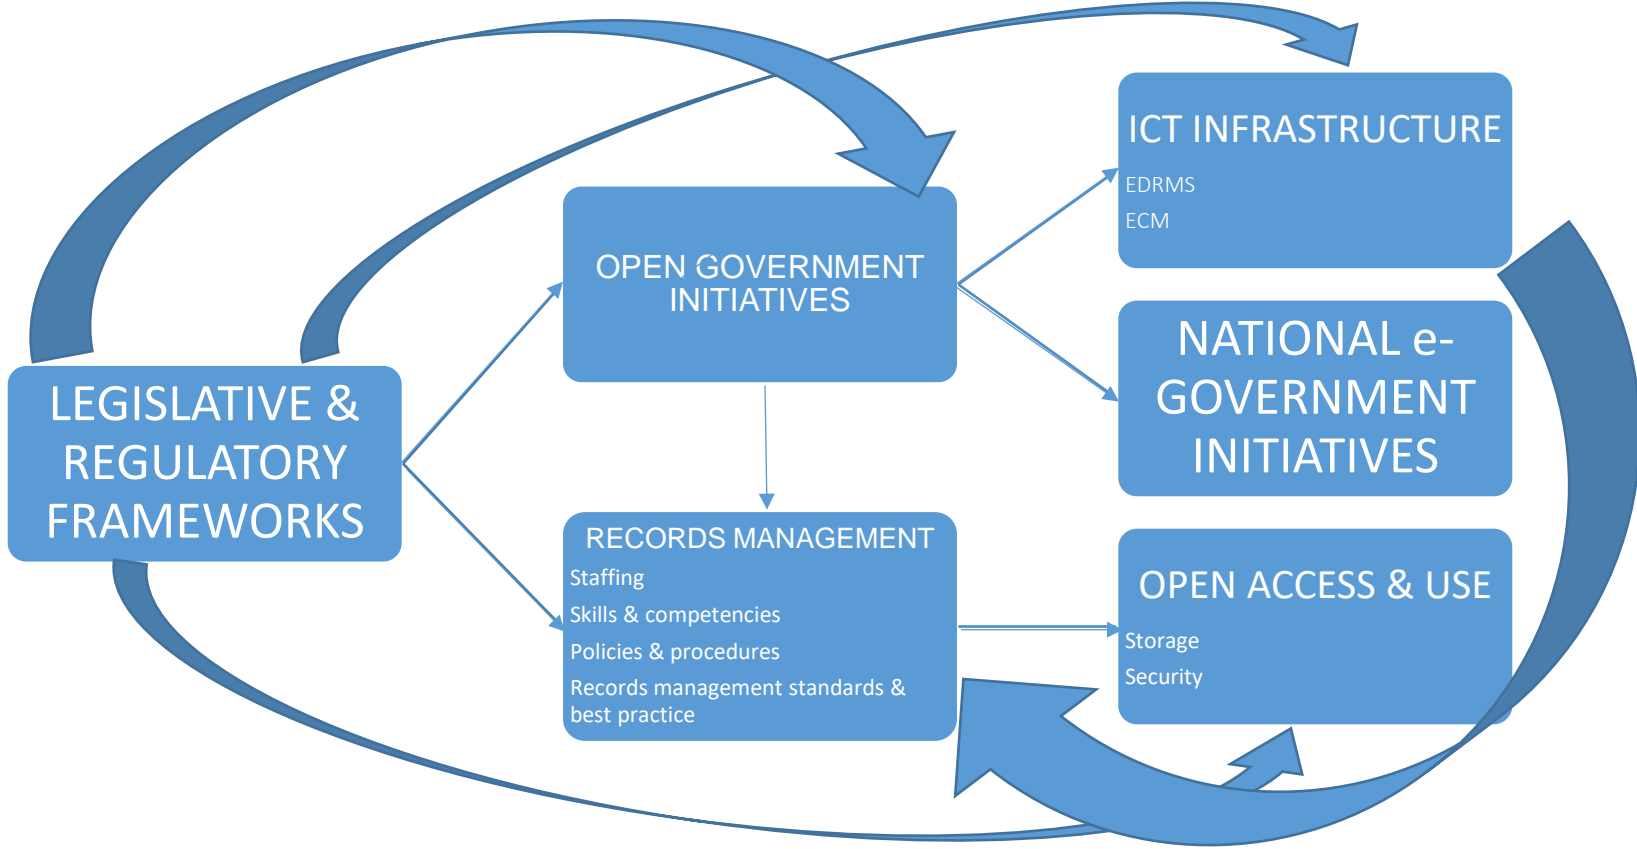 LEGISLATIVE &
REGULATORY
FRAMEWORKS
OPEN GOVERNMENT
INITIATIVES
RECORDS MANAGEMENT
Staffing
Skills & competencies
Policies & procedures
Records management standards &
best practice
ICT INFRASTRUCTURE
EDRMS
ECM
NATIONAL e-
GOVERNMENT
INITIATIVES
OPEN ACCESS & USE
Storage
Security